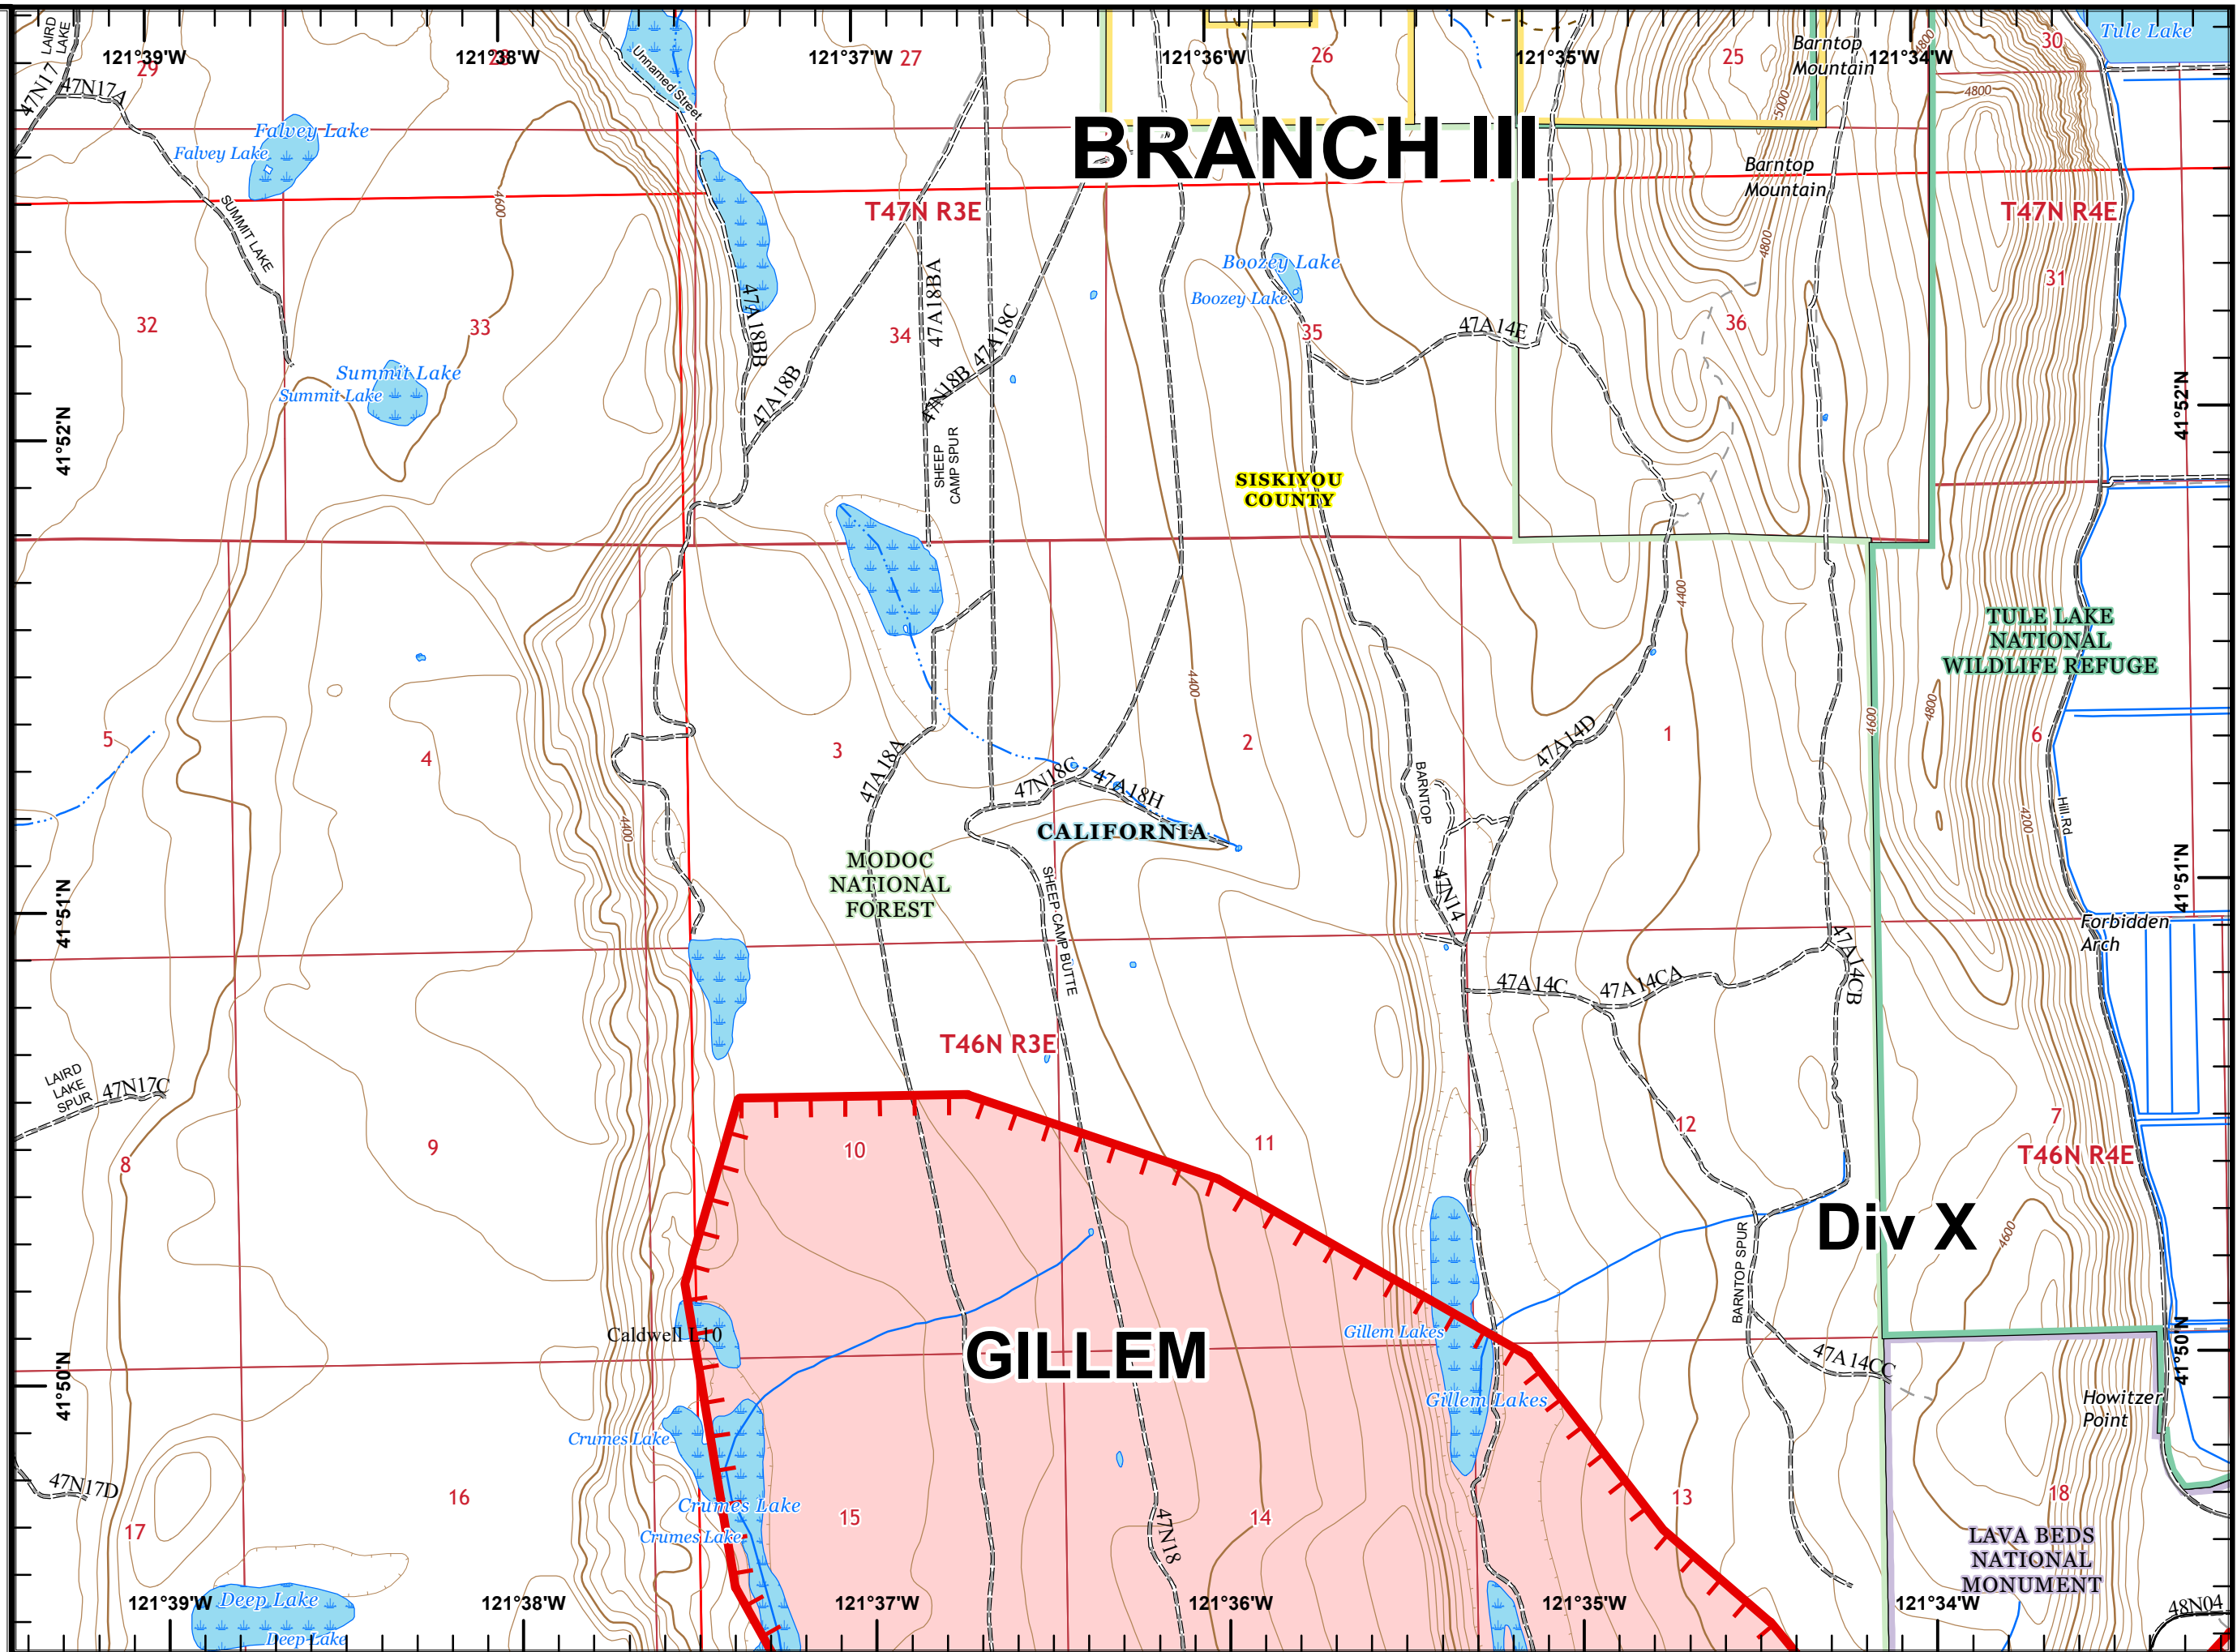 LAIRD
LAKE
121°39'W
121°38'W
121°37'W
121°36'W
121°35'W
121°34'W
29
28
27
26
25
30
Barntop
Mountain
Tule Lake
4800
47N17
47N17A
Unnamed Street
4800
5000
Falvey Lake
Falvey Lake
BRANCH III
Barntop
Mountain
SUMMIT LAKE
4600
T47N R3E
T47N R4E
4800
Boozey Lake
Boozey Lake
31
32
33
34
35
36
47A18BB
47A18BA
47A18C
47A14E
Summit Lake
Summit Lake
47A18B
47N18B
41°52'N
41°52'N
SHEEP
CAMP SPUR
SISKIYOU
COUNTY
4400
TULE LAKE
NATIONAL
WILDLIFE REFUGE
4400
4600
4800
5
4
3
2
1
6
47A18A
47N18C
47A18H
47A14D
BARNTOP
4400
4200
Hill Rd
CALIFORNIA
MODOC
NATIONAL
FOREST
41°51'N
41°51'N
SHEEP CAMP BUTTE
47N14
Forbidden
Arch
47A14C
47A14CA
47A14CB
T46N R3E
LAIRD
LAKE
SPUR
47N17C
8
9
10
11
12
7
T46N R4E
Div X
4600
BARNTOP SPUR
Caldwell L10
GILLEM
Gillem Lakes
Gillem Lakes
47A14CC
41°50'N
41°50'N
Howitzer
Point
Crumes Lake
Crumes Lake
Crumes Lake
47N17D
17
16
15
14
13
18
47N18
LAVA BEDS
NATIONAL
MONUMENT
Deep Lake
Deep Lake
121°39'W
121°38'W
121°37'W
121°36'W
121°35'W
121°34'W
48N04